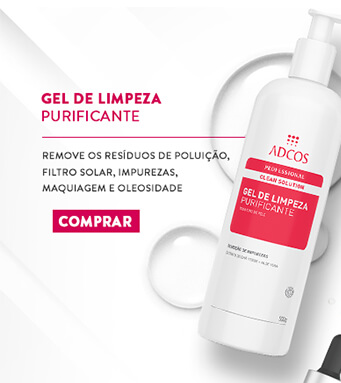 GEL DE LIMPEZA
PURIFICANTE
REMOVE OS RESÍDUOS DE POLUIÇÃO,
FILTRO SOLAR, IMPUREZAS,
MAQUIAGEM E OLEOSIDADE
COMPRAR
ADCOS
PROFESSIONAL
CLEAN SOLUTION
GEL DE LIMPEZA
PURIFICANTE